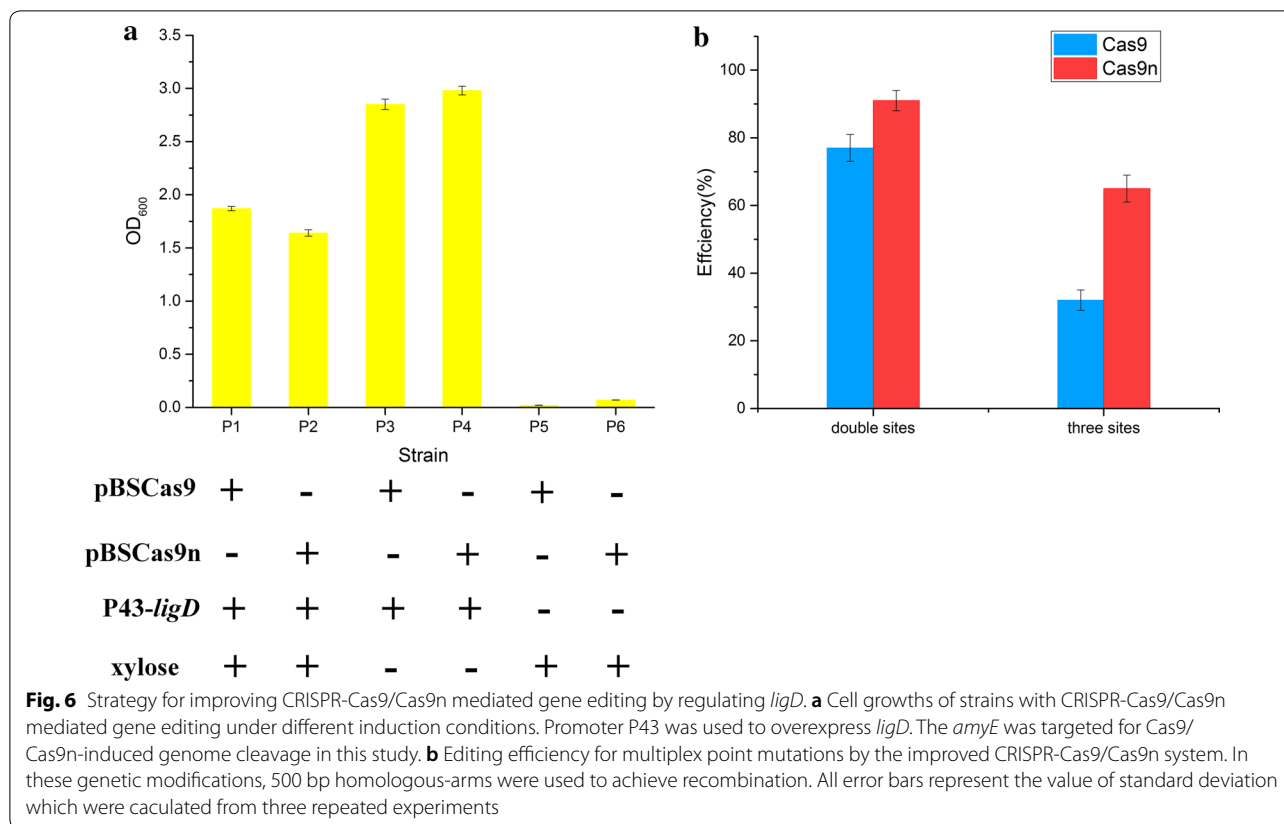 a
3.5
3.0
2.5
2.0
1.5
1.0
0.5
0.0
OD600
P1 P2 P3 P4 P5 P6
Strain
pBSCas9 + - + - + -
pBSCas9n - + - + - +
P43-ligD + + + + - -
xylose + + - - + +
b
Cas9
Cas9n
100
80
60
40
20
0
Effciency(%)
double sites three sites
Fig. 6 Strategy for improving CRISPR-Cas9/Cas9n mediated gene editing by regulating ligD. a Cell growths of strains with CRISPR-Cas9/Cas9n
mediated gene editing under different induction conditions. Promoter P43 was used to overexpress ligD. The amyE was targeted for Cas9/
Cas9n-induced genome cleavage in this study. b Editing efficiency for multiplex point mutations by the improved CRISPR-Cas9/Cas9n system. In
these genetic modifications, 500 bp homologous-arms were used to achieve recombination. All error bars represent the value of standard deviation
which were caculated from three repeated experiments